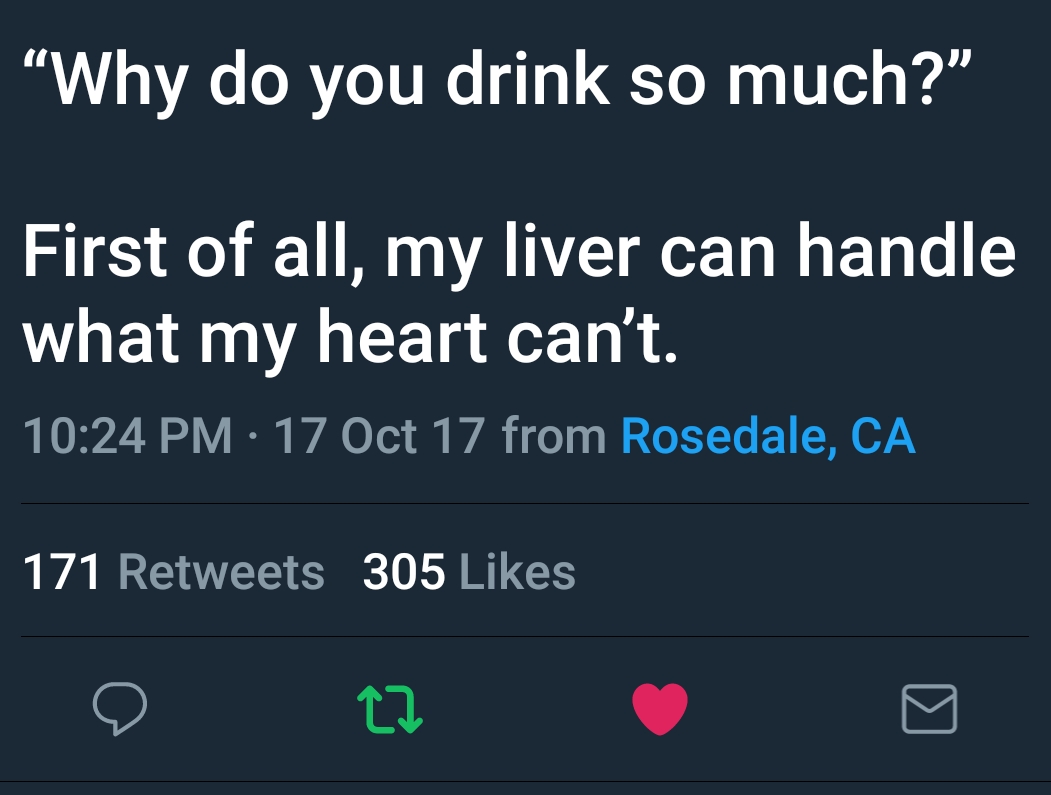 “Why do you drink so much?”
First of all, my liver can handle
what my heart can’t.
10:24 PM · 17 Oct 17 from Rosedale, CA
171 Retweets 305 Likes